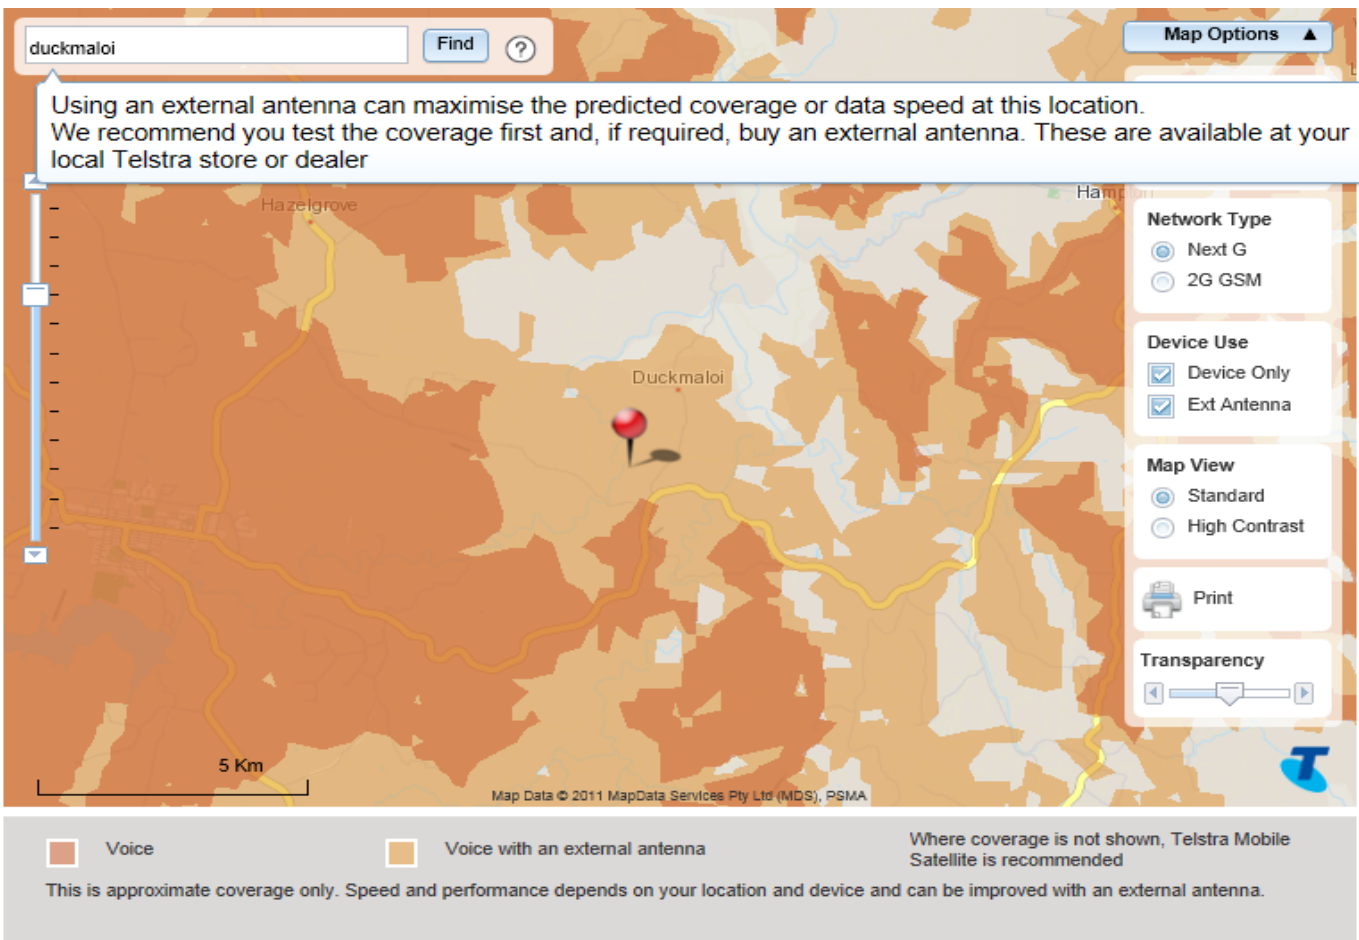 duckmaloi
Find
?
Map Options ▲
Using an external antenna can maximise the predicted coverage or data speed at this location.
We recommend you test the coverage first and, if required, buy an external antenna. These are available at your
local Telstra store or dealer
Hazelgrove
Hampton
Network Type
Next G
2G GSM
Device Use
Device Only
Ext Antenna
Duckmaloi
Map View
Standard
High Contrast
Print
Transparency
5 Km
T
Map Data © 2011 MapData Services Pty Ltd (MDS), PSMA
Voice
Voice with an external antenna
Where coverage is not shown, Telstra Mobile
Satellite is recommended
This is approximate coverage only. Speed and performance depends on your location and device and can be improved with an external antenna.